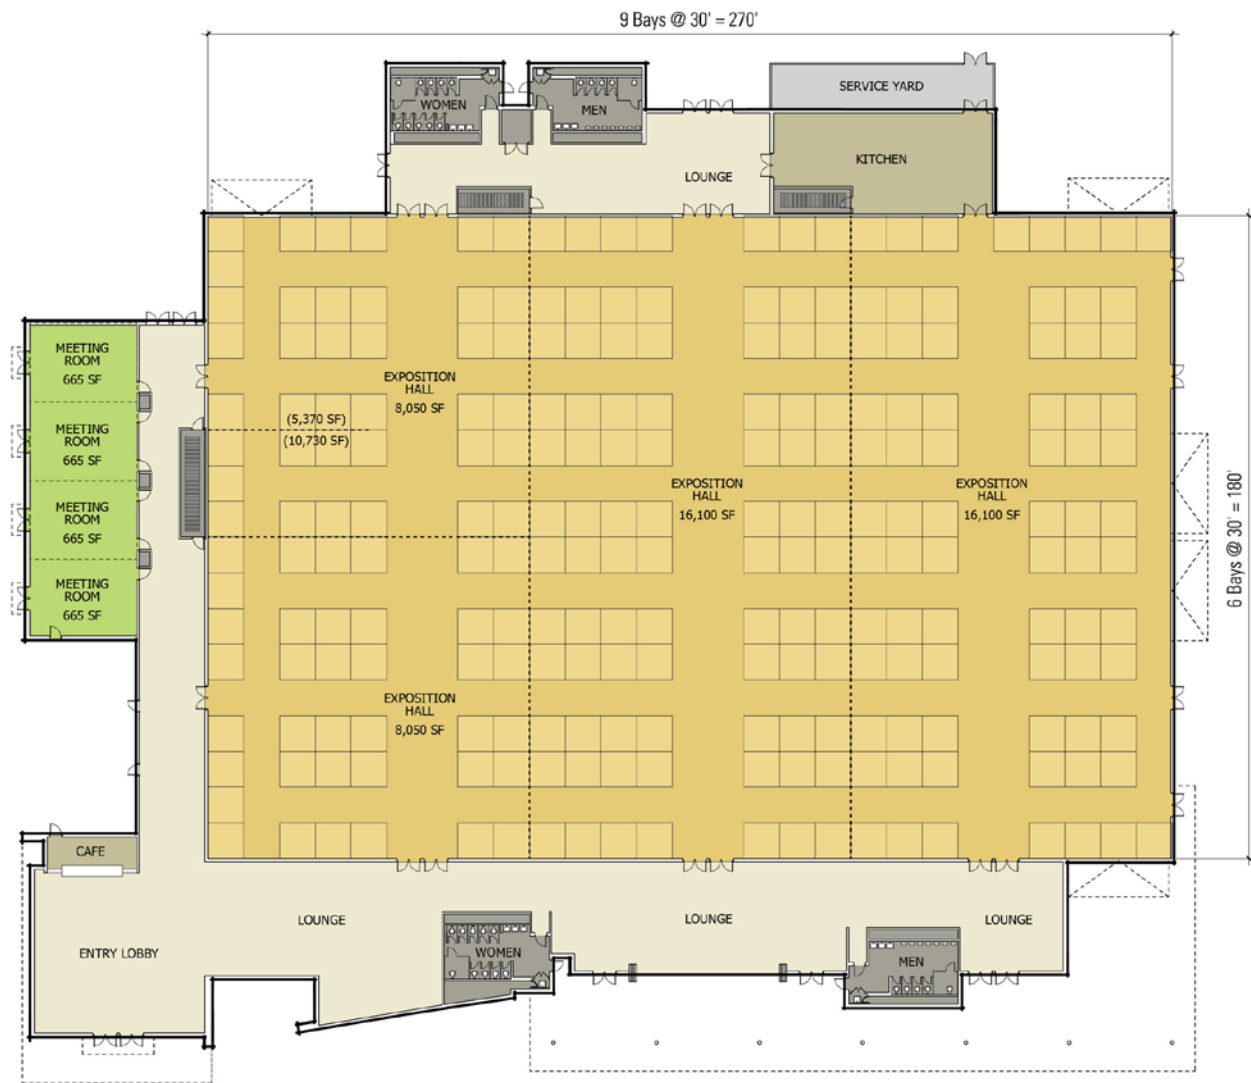 9 Bays @ 30' = 270'
SERVICE YARD
WOMEN
MEN
KITCHEN
LOUNGE
MEETING
ROOM
665 SF
EXPOSITION
HALL
8,050 SF
(5,370 SF)
(10,730 SF)
MEETING
ROOM
665 SF
EXPOSITION
HALL
16,100 SF
EXPOSITION
HALL
16,100 SF
6 Bays @ 30' = 180'
MEETING
ROOM
665 SF
MEETING
ROOM
665 SF
EXPOSITION
HALL
8,050 SF
CAFE
LOUNGE
LOUNGE
LOUNGE
ENTRY LOBBY
WOMEN
MEN